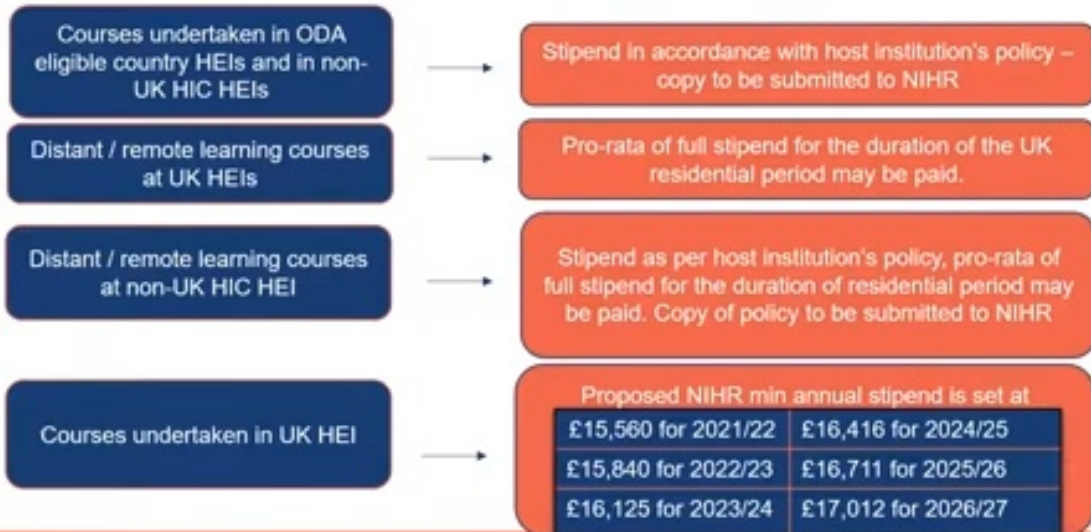 Courses undertaken in ODA
eligible country HEIs and in non-
UK HIC HEIs
Stipend in accordance with host institution's policy –
copy to be submitted to NIHR
Distant / remote learning courses
at UK HEIs
Pro-rata of full stipend for the duration of the UK
residential period may be paid.
Distant / remote learning courses
at non-UK HIC HEI
Stipend as per host institution's policy, pro-rata of
full stipend for the duration of residential period may
be paid. Copy of policy to be submitted to NIHR
Courses undertaken in UK HEI
Proposed NIHR min annual stipend is set at
£15,560 for 2021/22 £16,416 for 2024/25
£15,840 for 2022/23 £16,711 for 2025/26
£16,125 for 2023/24 £17,012 for 2026/27